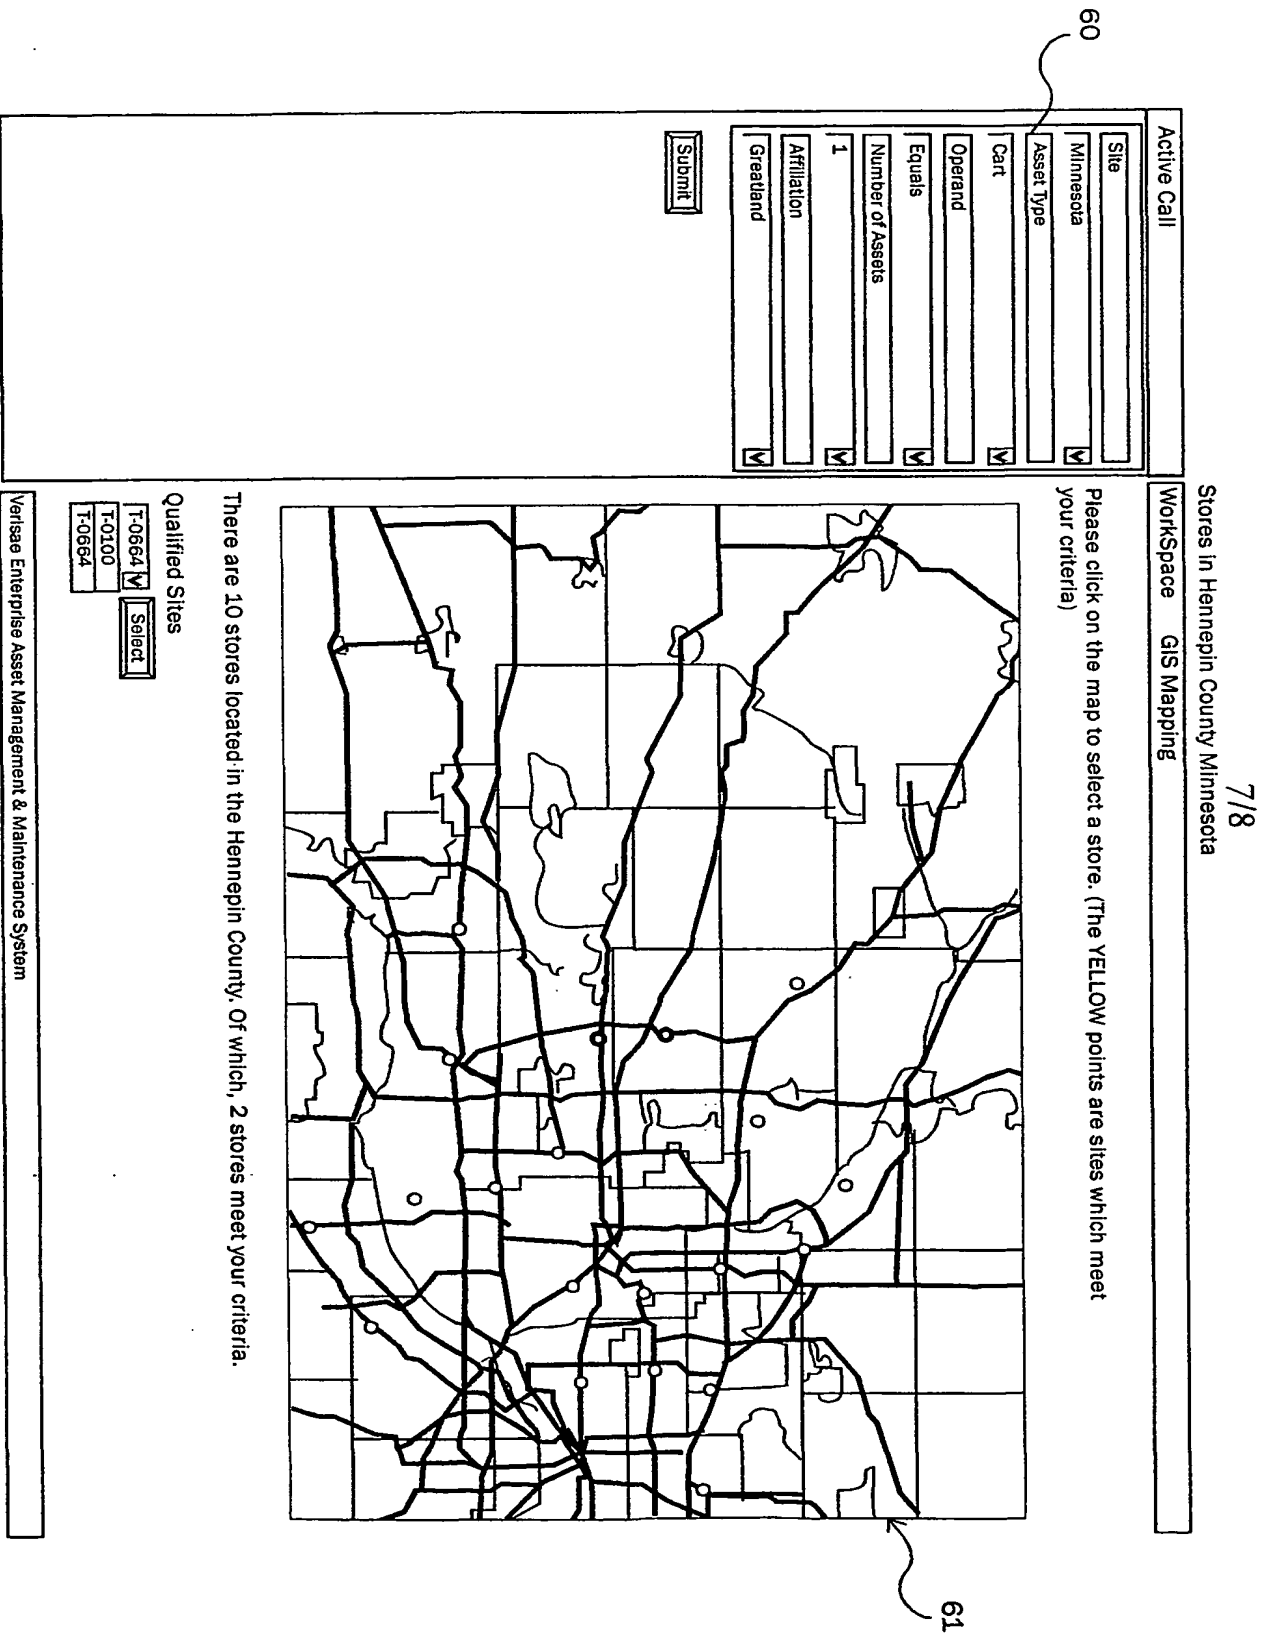 7/8
Stores in Hennepin County Minnesota
Active Call
WorkSpace GIS Mapping
Site
Minnesota
Asset Type
Cart
Operand
Equals
Number of Assets
1
Affiliation
Greatland
Submit
60
Please click on the map to select a store. (The YELLOW points are sites which meet
your criteria)
61
There are 10 stores located in the Hennepin County. Of which, 2 stores meet your criteria.
Qualified Sites
T-0664 Select
T-0100
T-0664
Verisae Enterprise Asset Management & Maintenance System